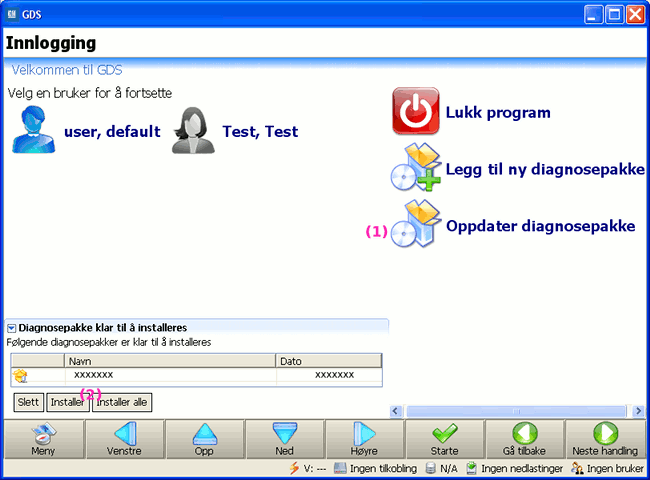 GDS
Innlogging
Velkommen til GDS
Velg en bruker for å fortsette
user, default
Test, Test
Lukk program
Legg til ny diagnosepakke
(1)
Oppdater diagnosepakke
Diagnosepakke klar til å installeres
Følgende diagnosepakker er klar til å installeres
Navn Dato
xxxxxxx xxxxxxx
(2)
Slett Installer Installer alle
Meny Venstre Opp Ned Høyre Starte Gå tilbake Neste handling
V: --- Ingen tilkobling N/A Ingen nedlastinger Ingen bruker